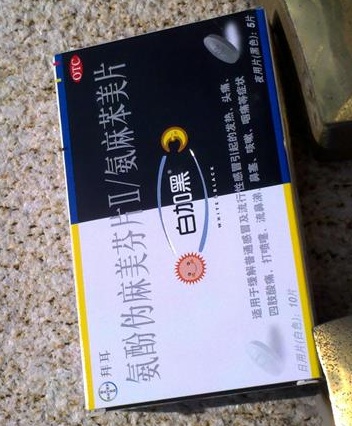 OTC
拜耳
氨酚伪麻美芬片II/氨麻苯美片
白加黑
WHITE & BLACK
适用于缓解普通感冒及流行性感冒引起的发热、头痛、
四肢酸痛、打喷嚏、流鼻涕、鼻塞、咳嗽、咽痛等症状
日用片(白色):10片
夜用片(黑色):5片